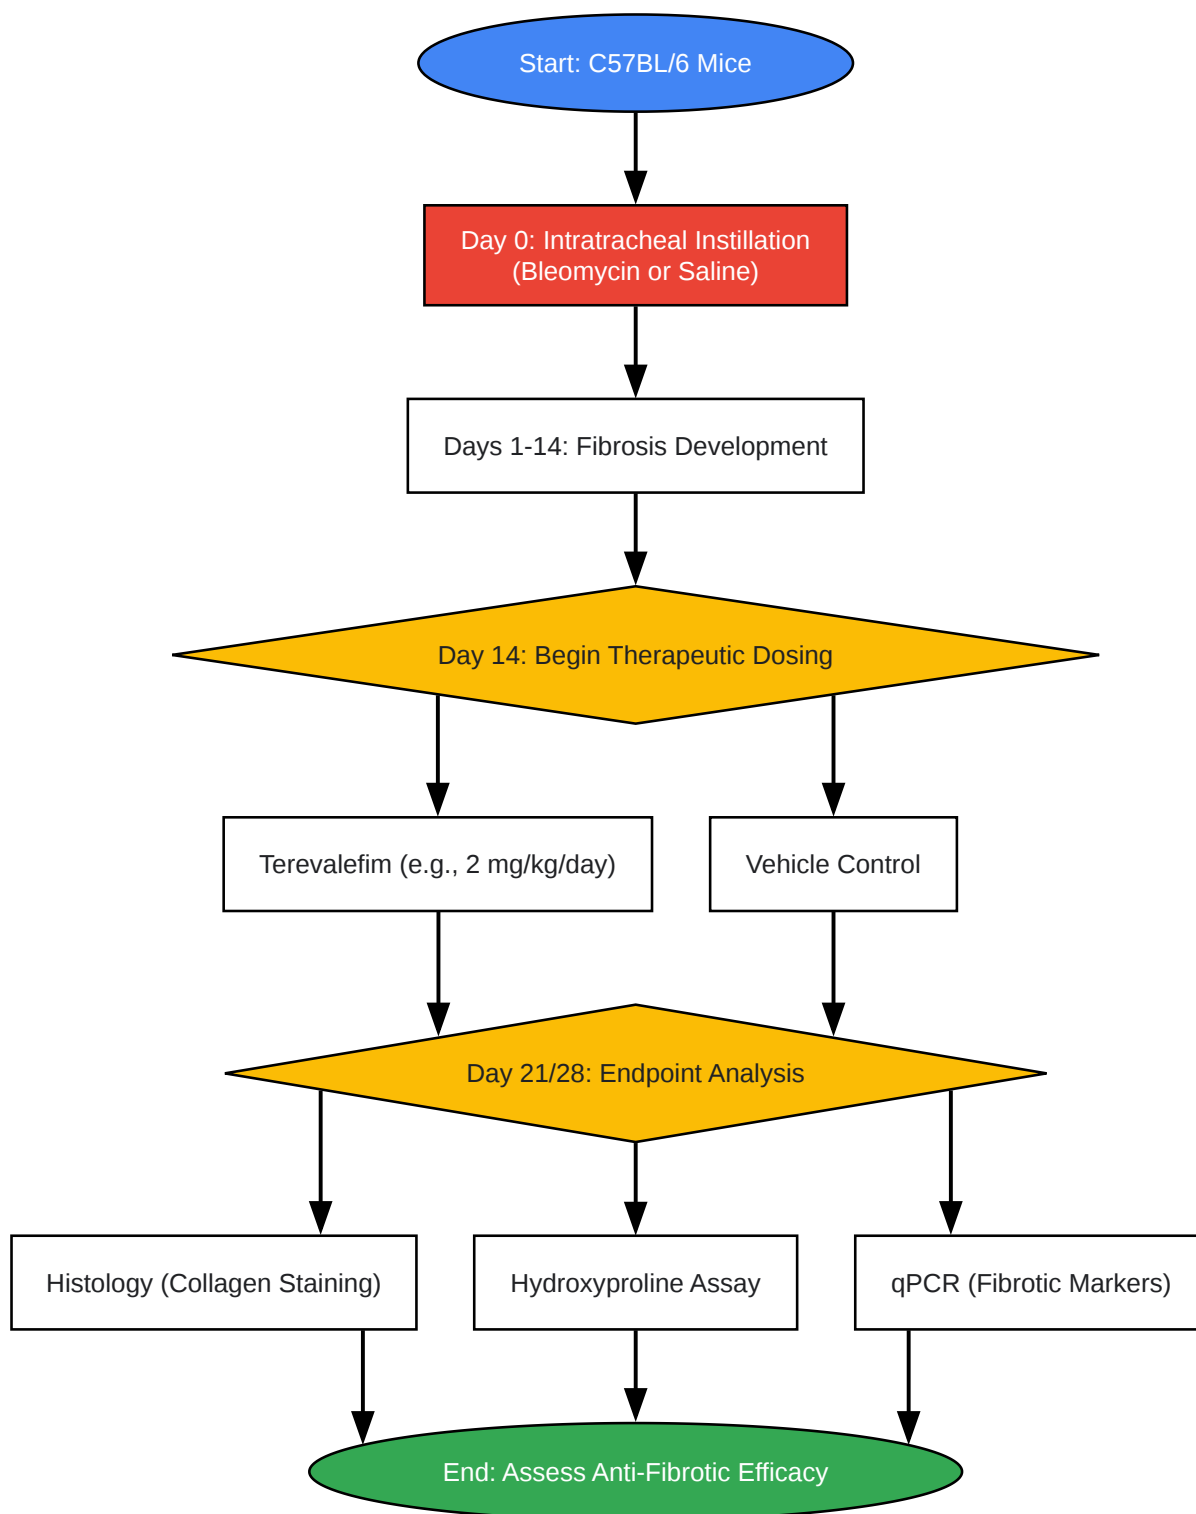 Start: C57BL/6 Mice
Day 0: Intratracheal Instillation
(Bleomycin or Saline)
Days 1-14: Fibrosis Development
Day 14: Begin Therapeutic Dosing
Terevalefim (e.g., 2 mg/kg/day)
Vehicle Control
Day 21/28: Endpoint Analysis
Histology (Collagen Staining)
Hydroxyproline Assay
qPCR (Fibrotic Markers)
End: Assess Anti-Fibrotic Efficacy